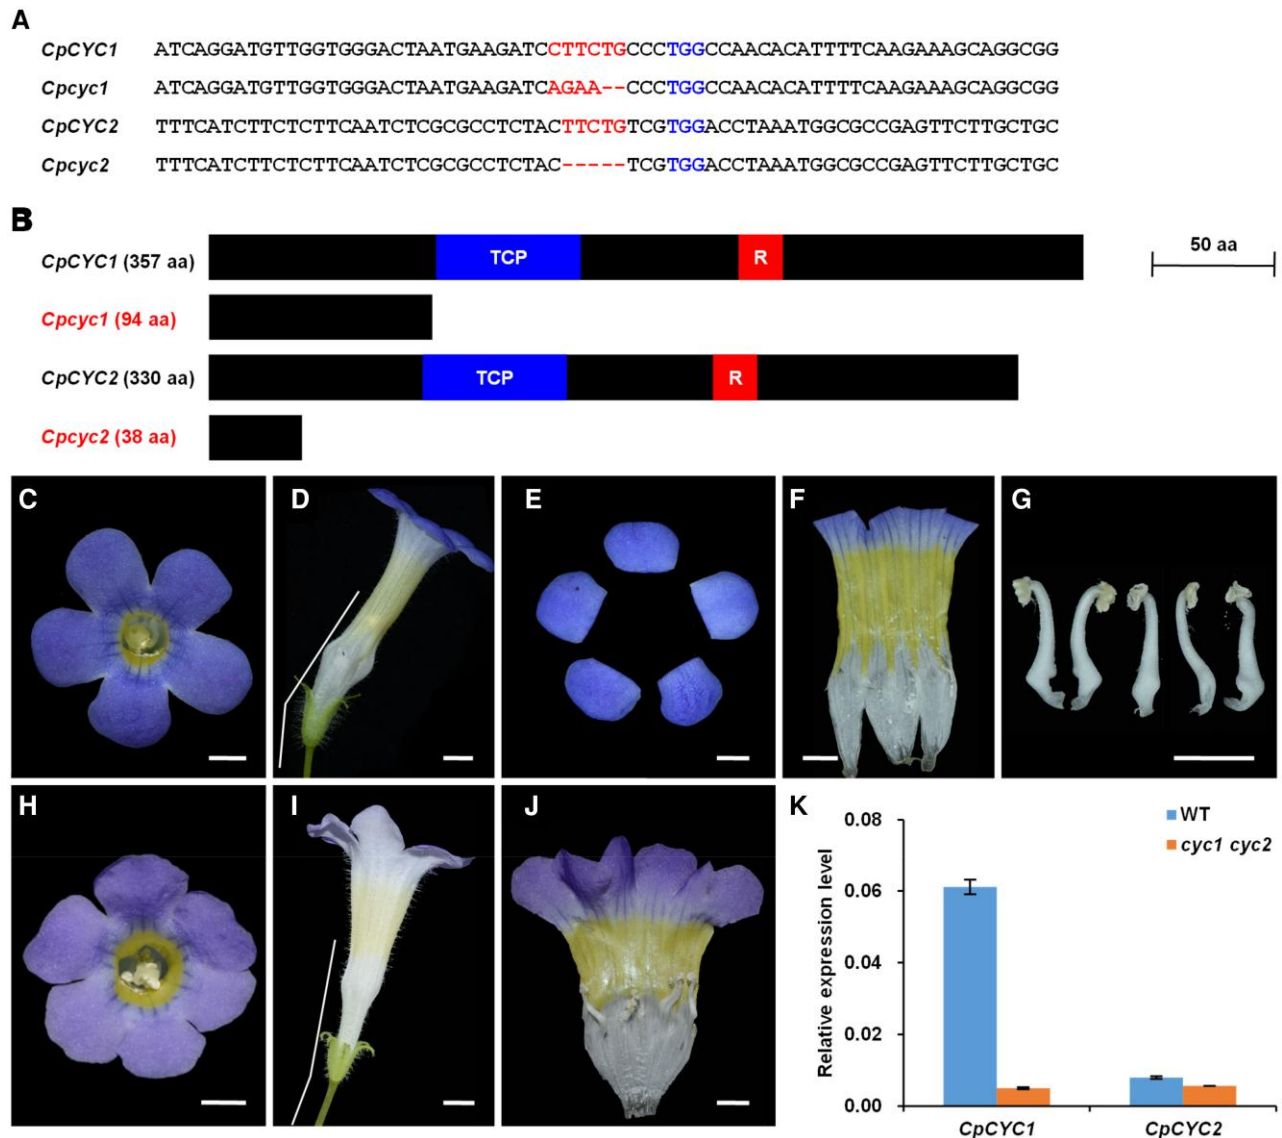 A
CpCYC1 ATCAGGATGTTGGTGGGACTAATGAAGATCCTTCTGCCCTGGCCAACACATTTTCAAGAAAGCAGGCGG
Cpcyc1 ATCAGGATGTTGGTGGGACTAATGAAGATCAGAA--CCCTGGCCAACACATTTTCAAGAAAGCAGGCGG
CpCYC2 TTTCATCTTCTCTTCAATCTCGCGCCTCTACTTCTGTCGTGGACCTAAATGGCGCCGAGTTCTTGCTGC
Cpcyc2 TTTCATCTTCTCTTCAATCTCGCGCCTCTAC-----TCGTGGACCTAAATGGCGCCGAGTTCTTGCTGC
B
CpCYC1 (357 aa) TCP R 50 aa
Cpcyc1 (94 aa)
CpCYC2 (330 aa) TCP R
Cpcyc2 (38 aa)
C D E F G
H I J K
Relative expression level
0.08
0.06
0.04
0.02
0.00
WT
cyc1 cyc2
CpCYC1 CpCYC2